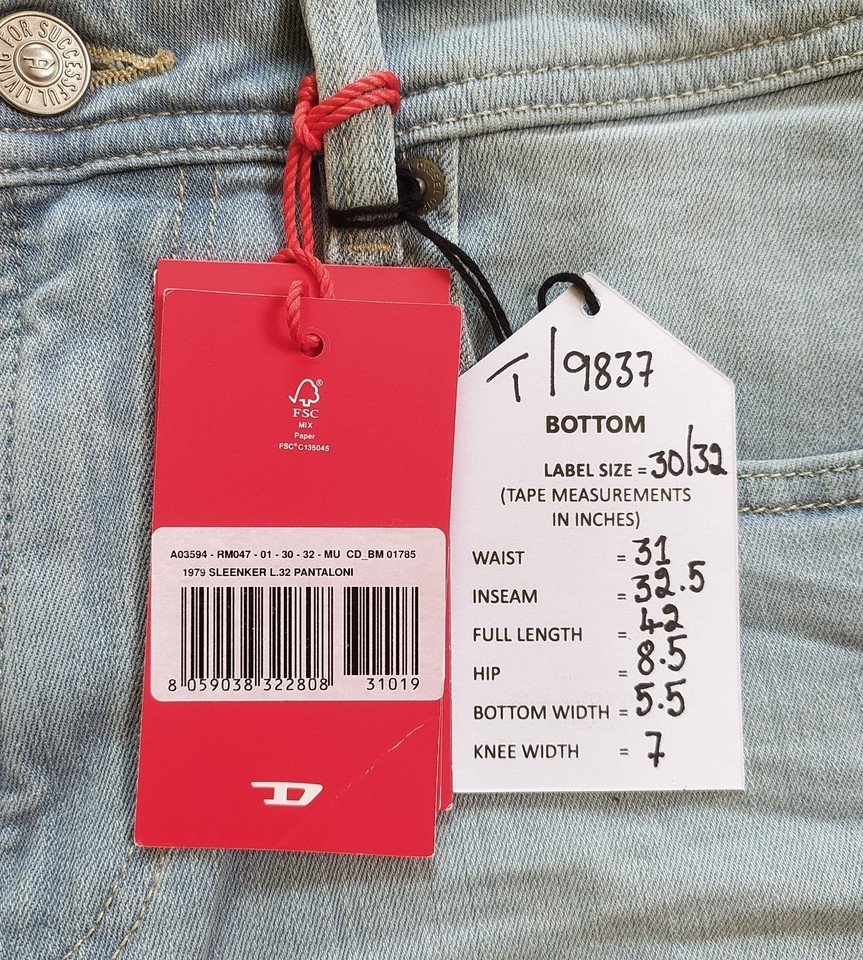 FOR SUCCESSFUL LIVING
DIESEL
FSC®
MIX
Paper
FSC® C135045
A03594 - RM047 - 01 - 30 - 32 - MU CD_BM 01785
1979 SLEENKER L.32 PANTALONI
8 059038 322808 31019
T/9837
BOTTOM
LABEL SIZE = 30/32
(TAPE MEASUREMENTS
IN INCHES)
WAIST = 31
INSEAM = 32.5
FULL LENGTH = 42
HIP = 8.5
BOTTOM WIDTH = 5.5
KNEE WIDTH = 7